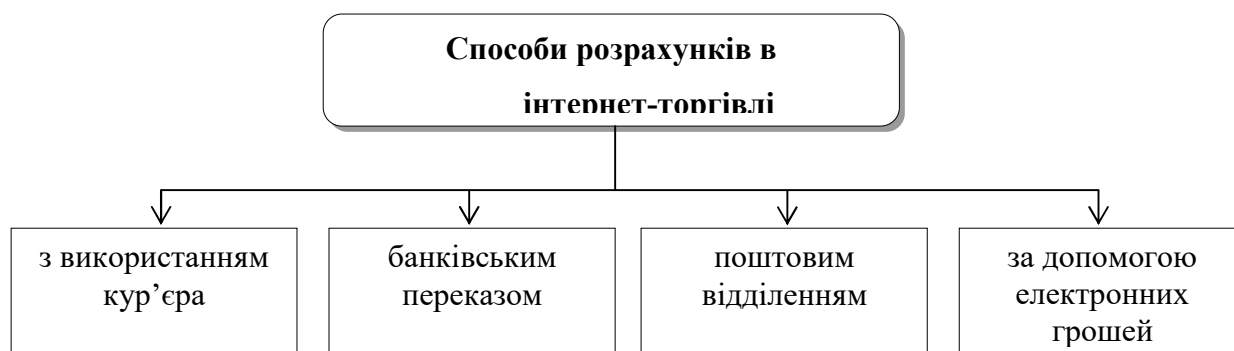 Способи розрахунків в
інтернет-торгівлі
з використанням
кур’єра
банківським
переказом
поштовим
відділенням
за допомогою
електронних
грошей